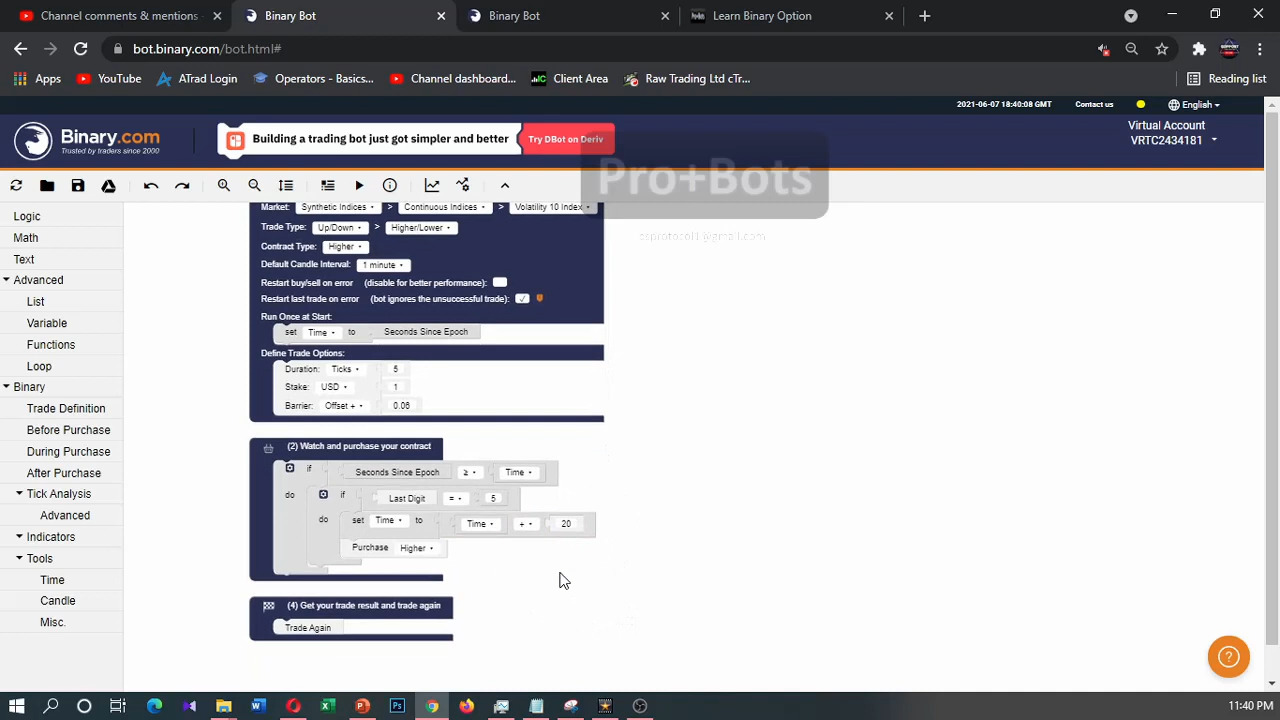 Channel comments & mentions
Binary Bot
Binary Bot
Learn Binary Option
bot.binary.com/bot.html#
Apps
YouTube
ATrad Login
Operators - Basics...
Channel dashboard...
Client Area
Raw Trading Ltd cTr...
Reading list
2021-06-07 18:40:08 GMT
Contact us
English
Binary.com
Trusted by traders since 2000
Building a trading bot just got simpler and better
Try DBot on Deriv
Virtual Account
VRTC2434181
Pro+Bots
Logic
Math
Text
Advanced
List
Variable
Functions
Loop
Binary
Trade Definition
Before Purchase
During Purchase
After Purchase
Tick Analysis
Advanced
Indicators
Tools
Time
Candle
Misc.
Market: Synthetic Indices > Continuous Indices > Volatility 10 Index
Trade Type: Up/Down > Higher/Lower
Contract Type: Higher
Default Candle Interval: 1 minute
Restart buy/sell on error (disable for better performance):
Restart last trade on error (bot ignores the unsuccessful trade): ✓
Run Once at Start:
set Time to Seconds Since Epoch
Define Trade Options:
Duration: Ticks 5
Stake: USD 1
Barrier: Offset + 0.06
(2) Watch and purchase your contract
if Seconds Since Epoch ≥ Time
do if Last Digit = 5
do set Time to Time + 20
Purchase Higher
(4) Get your trade result and trade again
Trade Again
11:40 PM